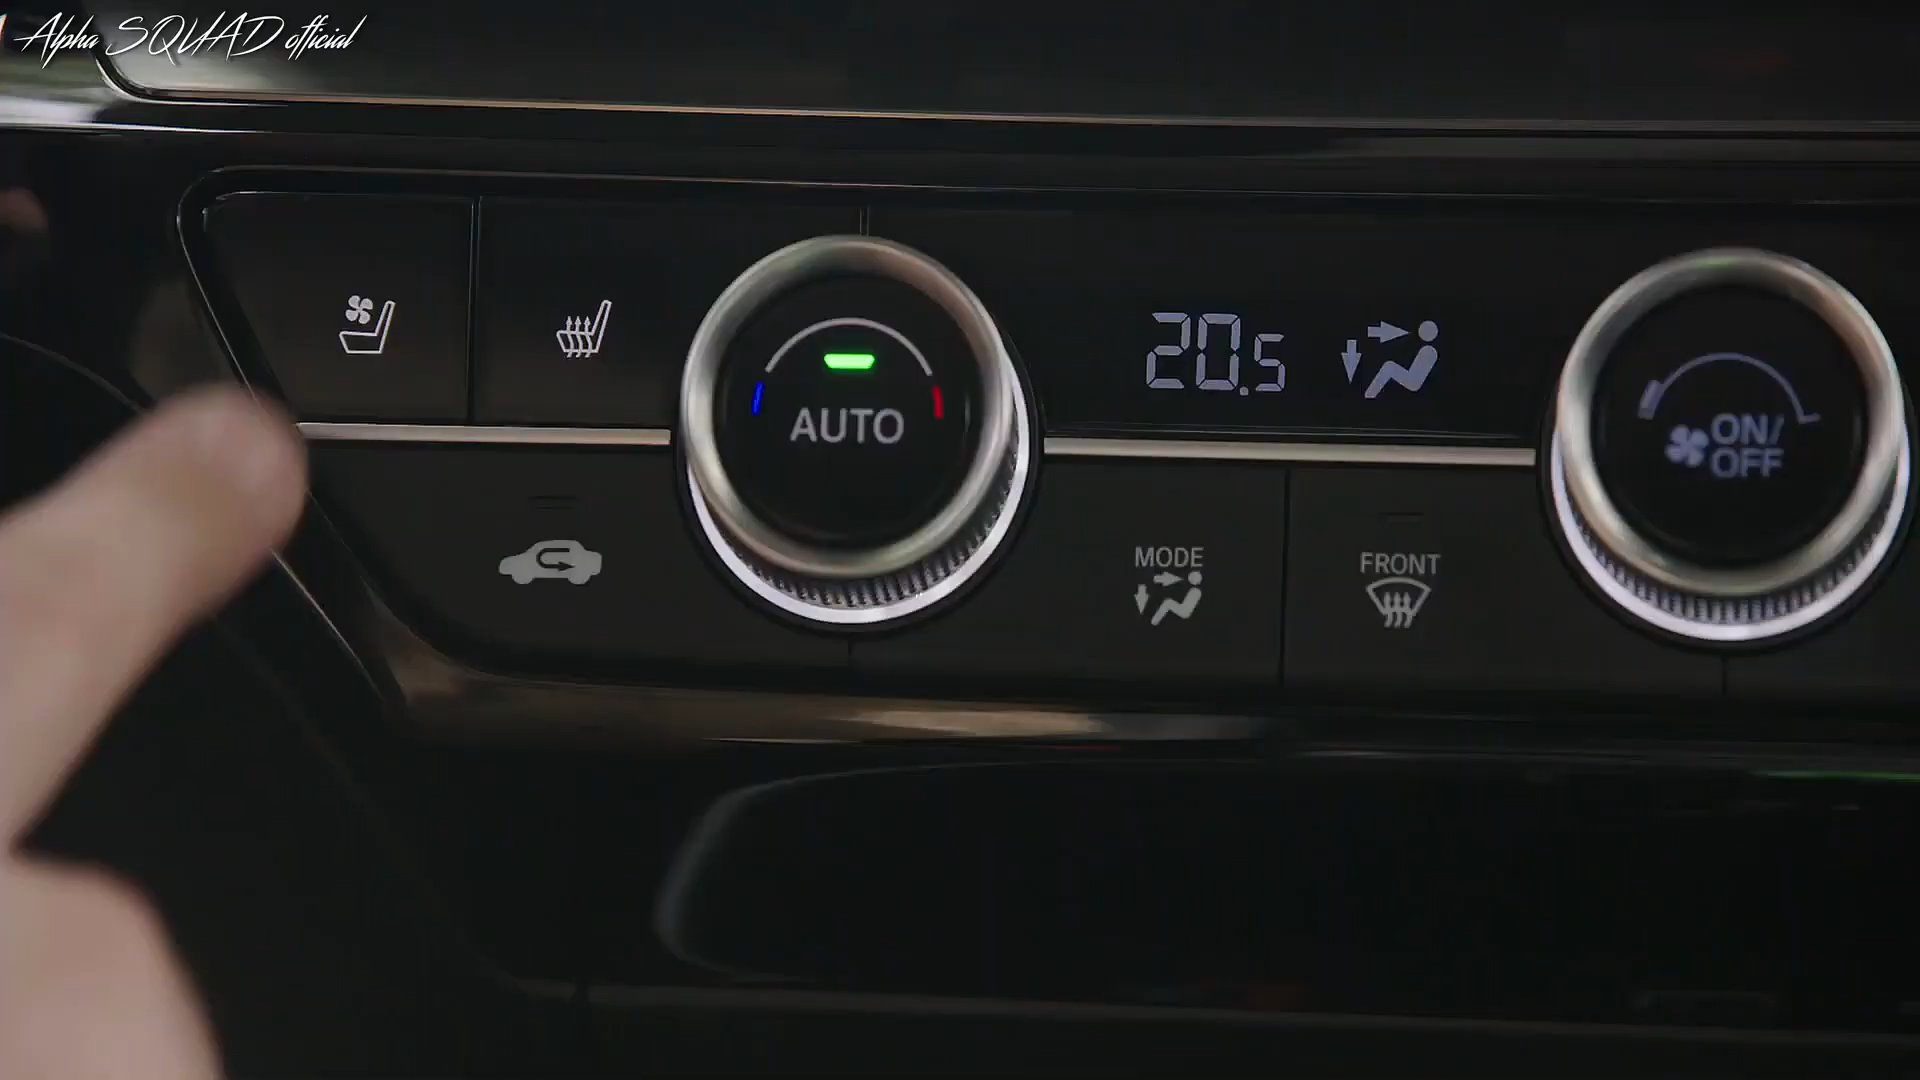 Alpha SQUAD official
AUTO
20.5
ON/
OFF
MODE
FRONT